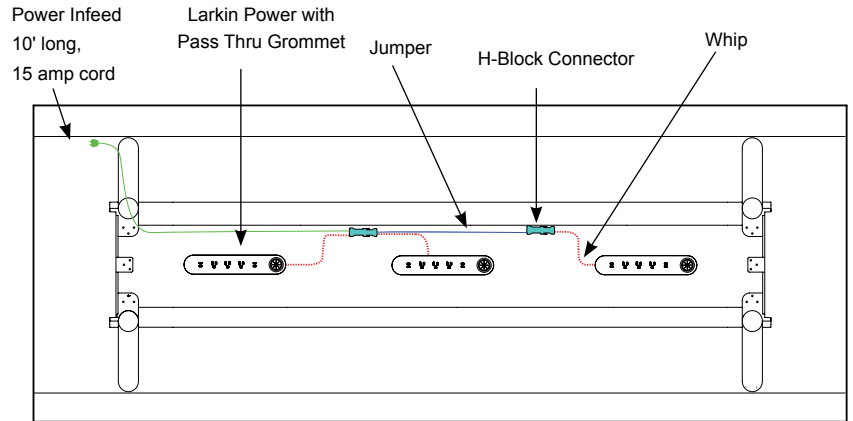 Power Infeed
10' long,
15 amp cord
Larkin Power with
Pass Thru Grommet
Jumper
H-Block Connector
Whip